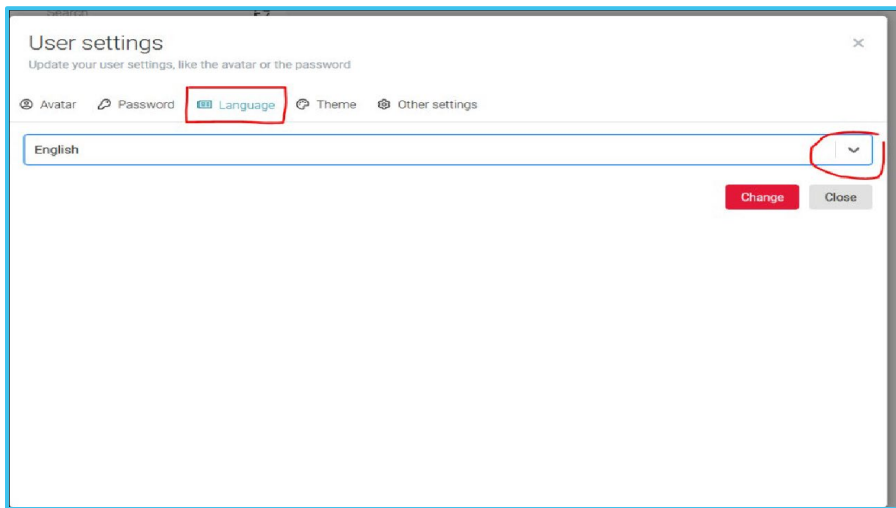 Search
User settings
Update your user settings, like the avatar or the password
Avatar Password Language Theme Other settings
English
Change Close